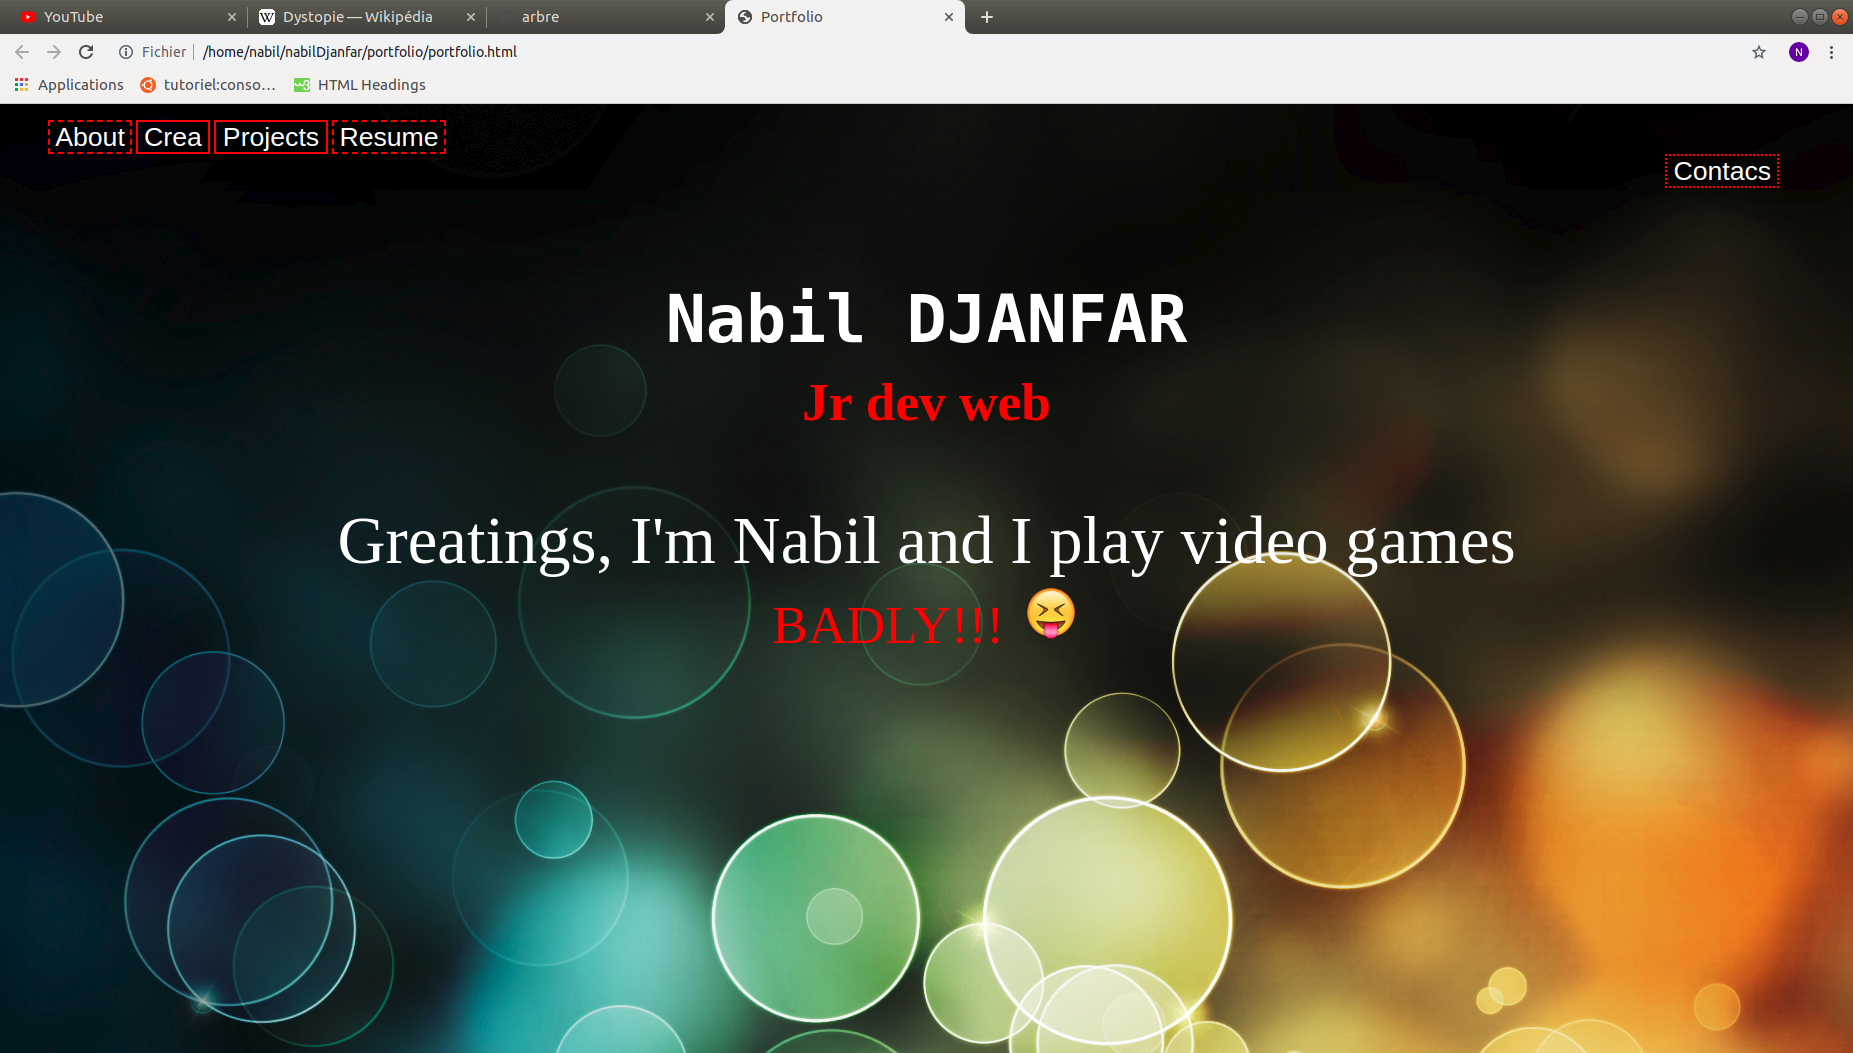 YouTube
Dystopie — Wikipédia
arbre
Portfolio
Fichier
/home/nabil/nabilDjanfar/portfolio/portfolio.html
N
Applications
tutoriel:conso...
HTML Headings
About Crea Projects Resume
Contacs
Nabil DJANFAR
Jr dev web
Greatings, I'm Nabil and I play video games
BADLY!!! 😝